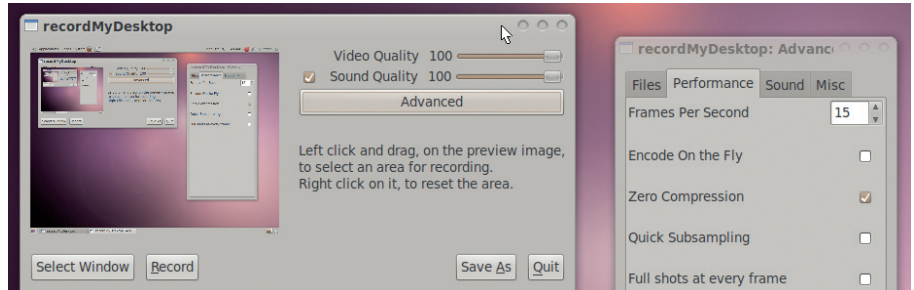 recordMyDesktop
Video Quality 100
Sound Quality 100
Advanced
Left click and drag, on the preview image,
to select an area for recording.
Right click on it, to reset the area.
Select Window Record
Save As Quit
recordMyDesktop: Advanc
Files Performance Sound Misc
Frames Per Second 15
Encode On the Fly
Zero Compression
Quick Subsampling
Full shots at every frame